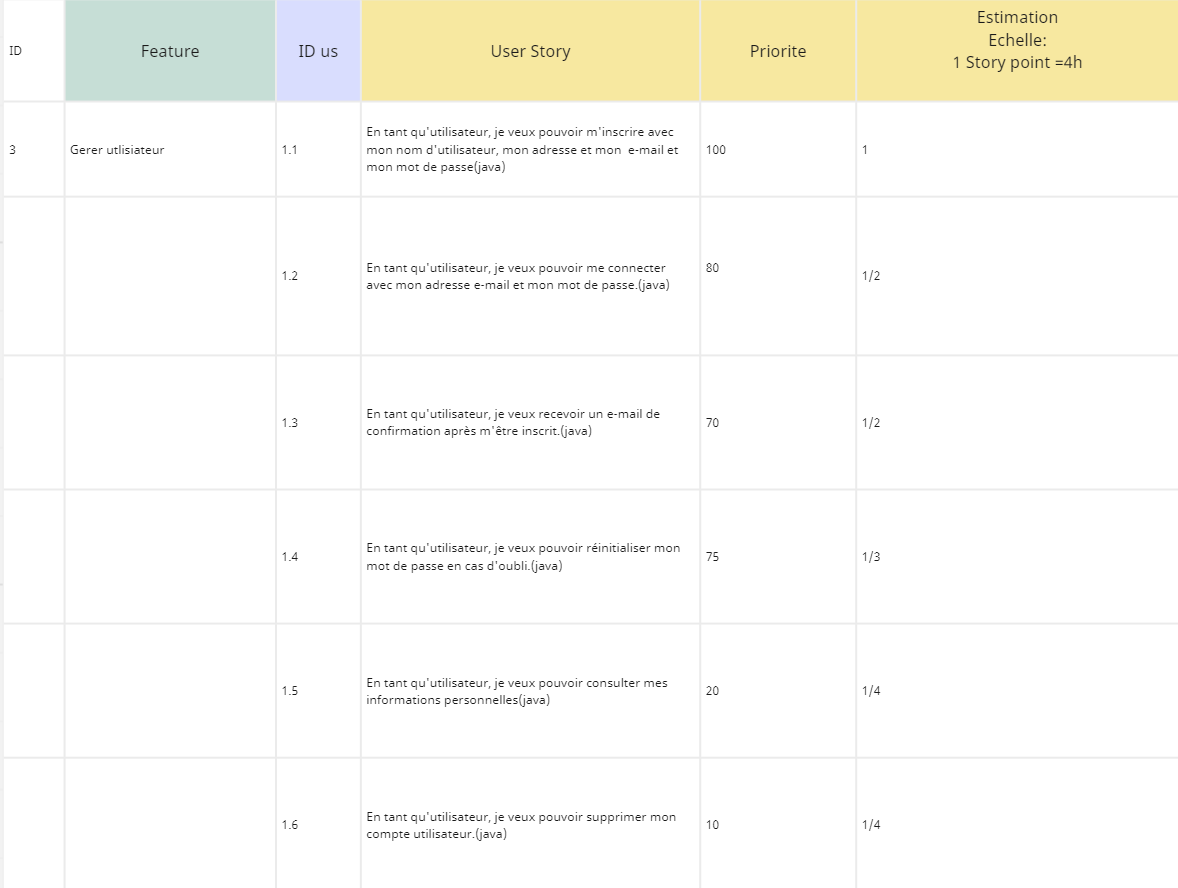 ID
Feature
ID us
User Story
Priorite
Estimation
Echelle:
1 Story point =4h
3
Gerer utlisiateur
1.1
En tant qu'utilisateur, je veux pouvoir m'inscrire avec
mon nom d'utilisateur, mon adresse et mon  e-mail et
mon mot de passe(java)
100
1
1.2
En tant qu'utilisateur, je veux pouvoir me connecter
avec mon adresse e-mail et mon mot de passe.(java)
80
1/2
1.3
En tant qu'utilisateur, je veux recevoir un e-mail de
confirmation après m'être inscrit.(java)
70
1/2
1.4
En tant qu'utilisateur, je veux pouvoir réinitialiser mon
mot de passe en cas d'oubli.(java)
75
1/3
1.5
En tant qu'utilisateur, je veux pouvoir consulter mes
informations personnelles(java)
20
1/4
1.6
En tant qu'utilisateur, je veux pouvoir supprimer mon
compte utilisateur.(java)
10
1/4